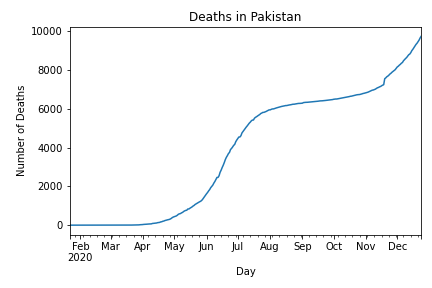 Deaths in Pakistan
10000
8000
6000
4000
2000
0
Number of Deaths
Feb Mar Apr May Jun Jul Aug Sep Oct Nov Dec
2020
Day